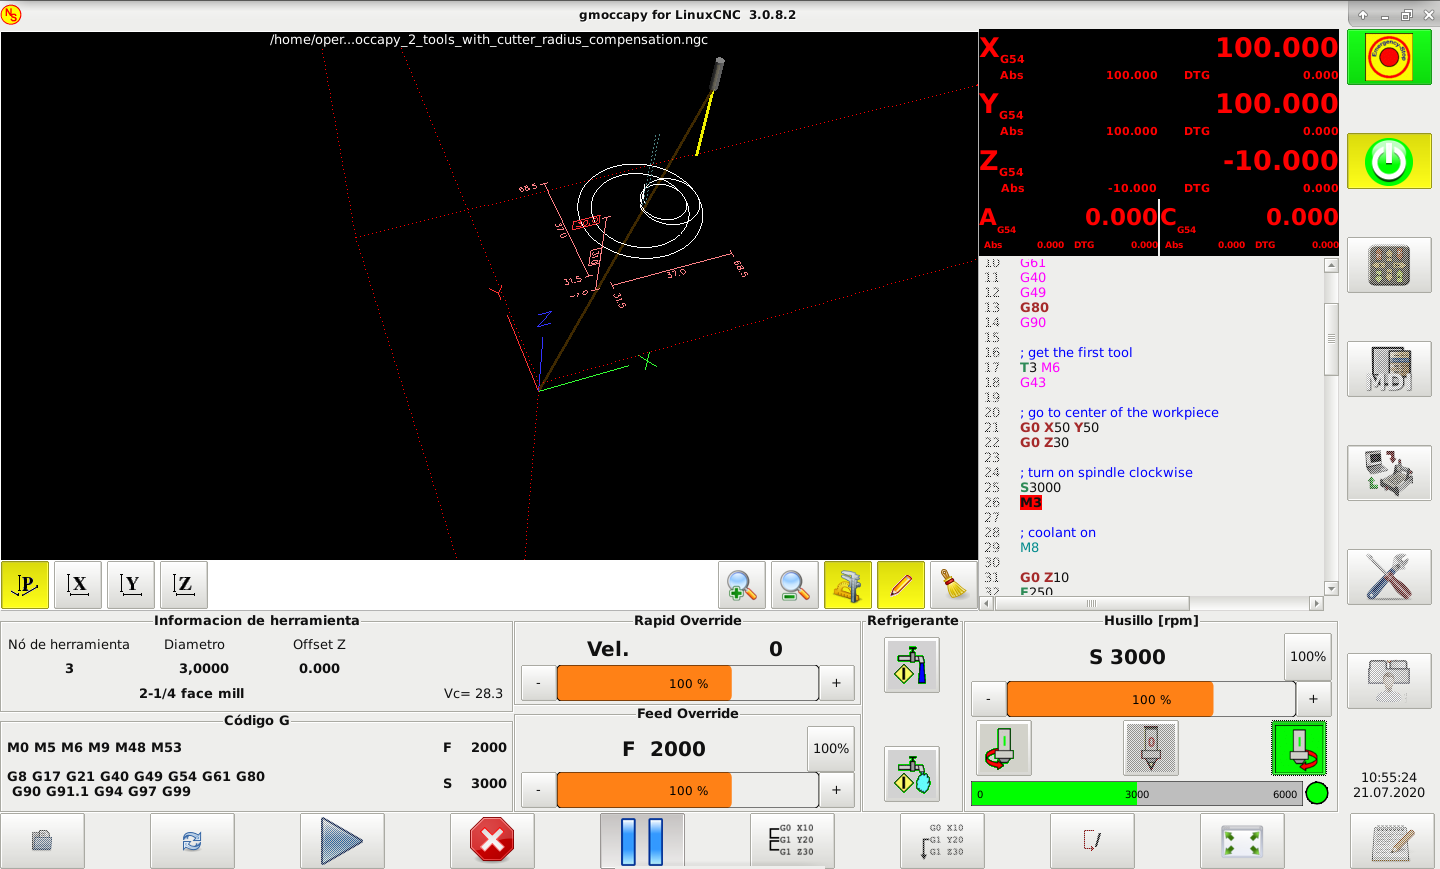 gmoccapy for LinuxCNC 3.0.8.2
/home/oper...occapy_2_tools_with_cutter_radius_compensation.ngc
X G54 100.000
Abs 100.000 DTG 0.000
Y G54 100.000
Abs 100.000 DTG 0.000
Z G54 -10.000
Abs -10.000 DTG 0.000
A G54 0.000 C G54 0.000
Abs 0.000 DTG 0.000 Abs 0.000 DTG 0.000
Emergency-Stop
68.5
37.0
31.5
37.0
31.5
68.5
Y
Z
X
10 G61
11 G40
12 G49
13 G80
14 G90
15
16 ; get the first tool
17 T3 M6
18 G43
19
20 ; go to center of the workpiece
21 G0 X50 Y50
22 G0 Z30
23
24 ; turn on spindle clockwise
25 S3000
26 M3
27
28 ; coolant on
29 M8
30
31 G0 Z10
32 F250
MDI
P X Y Z
Informacion de herramienta
Nó de herramienta Diametro Offset Z
3 3,0000 0.000
2-1/4 face mill Vc= 28.3
Código G
M0 M5 M6 M9 M48 M53 F 2000
G8 G17 G21 G40 G49 G54 G61 G80
G90 G91.1 G94 G97 G99 S 3000
Rapid Override
Vel. 0
- 100 % +
Feed Override
F 2000 100%
- 100 % +
Refrigerante
Husillo [rpm]
S 3000 100%
- 100 % +
I 0 I
0 3000 6000
10:55:24
21.07.2020
G0 X10
G1 Y20
G1 Z30
G0 X10
G1 Y20
G1 Z30